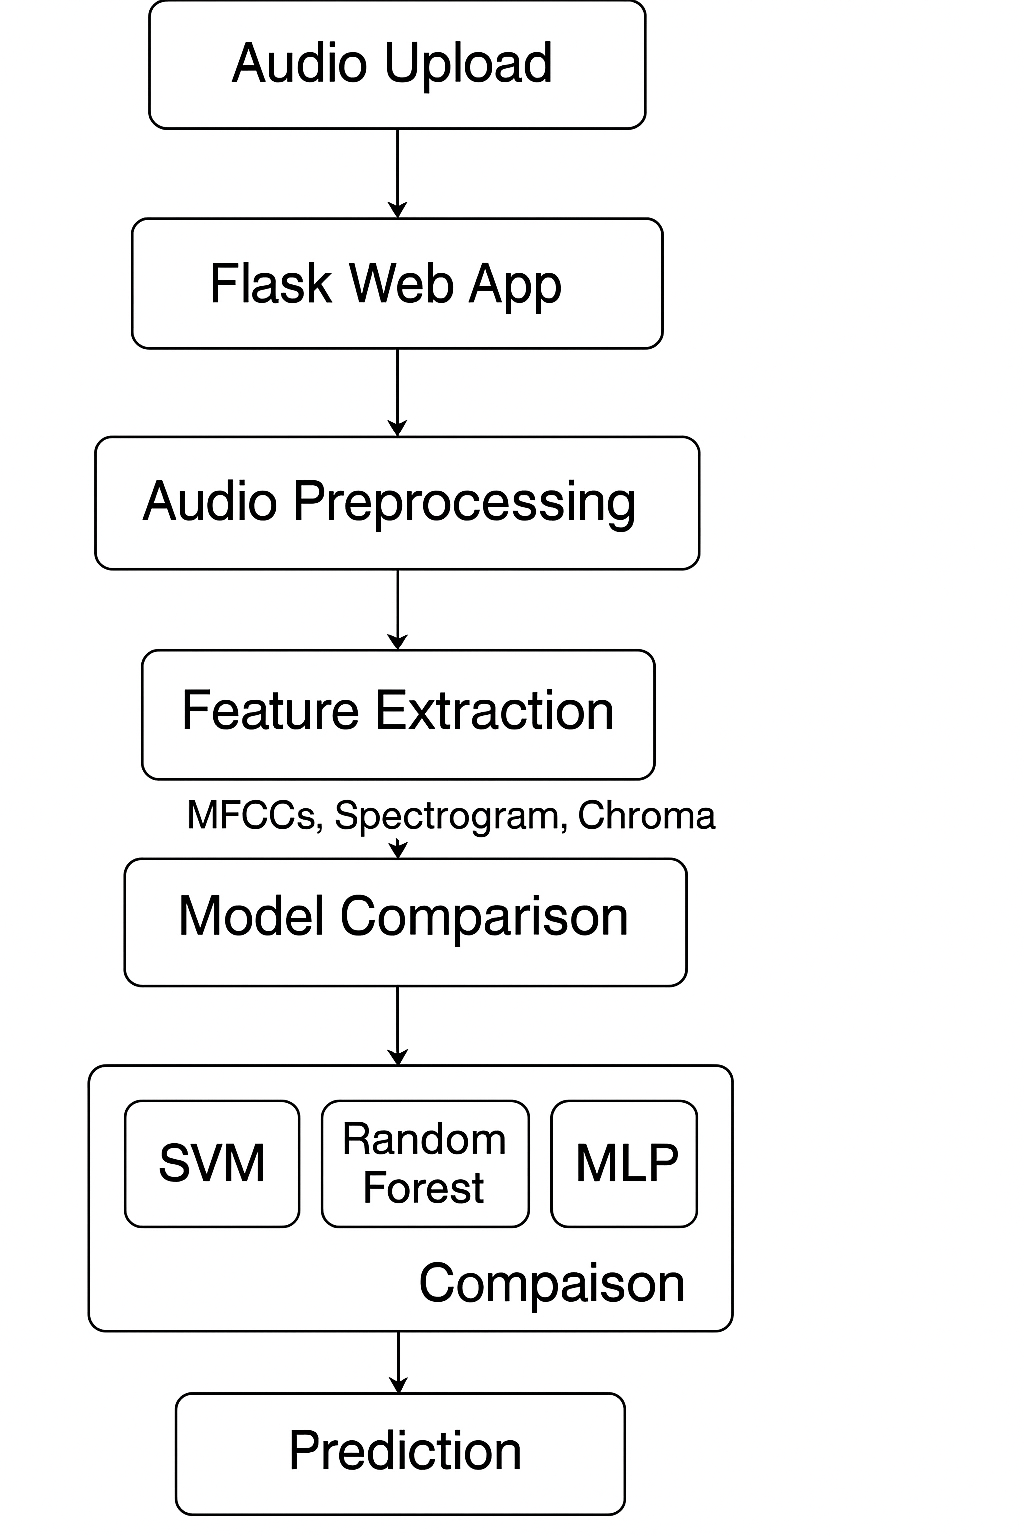 Audio Upload
Flask Web App
Audio Preprocessing
Feature Extraction
MFCCs, Spectrogram, Chroma
Model Comparison
SVM
Random
Forest
MLP
Compaison
Prediction